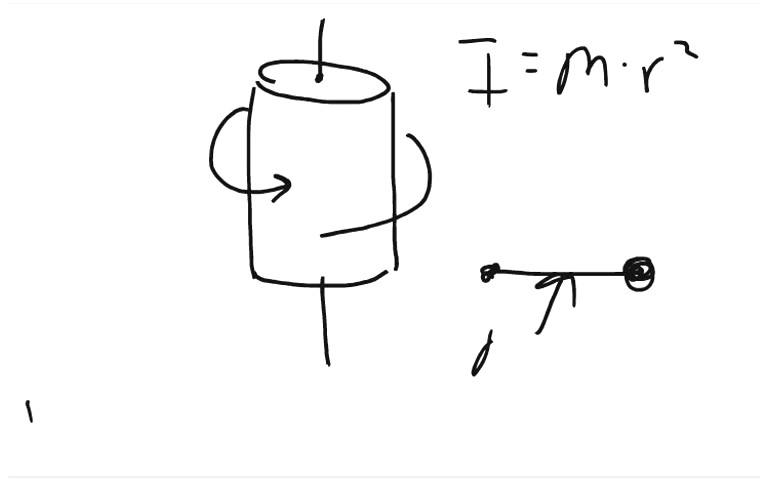 I = m · r²